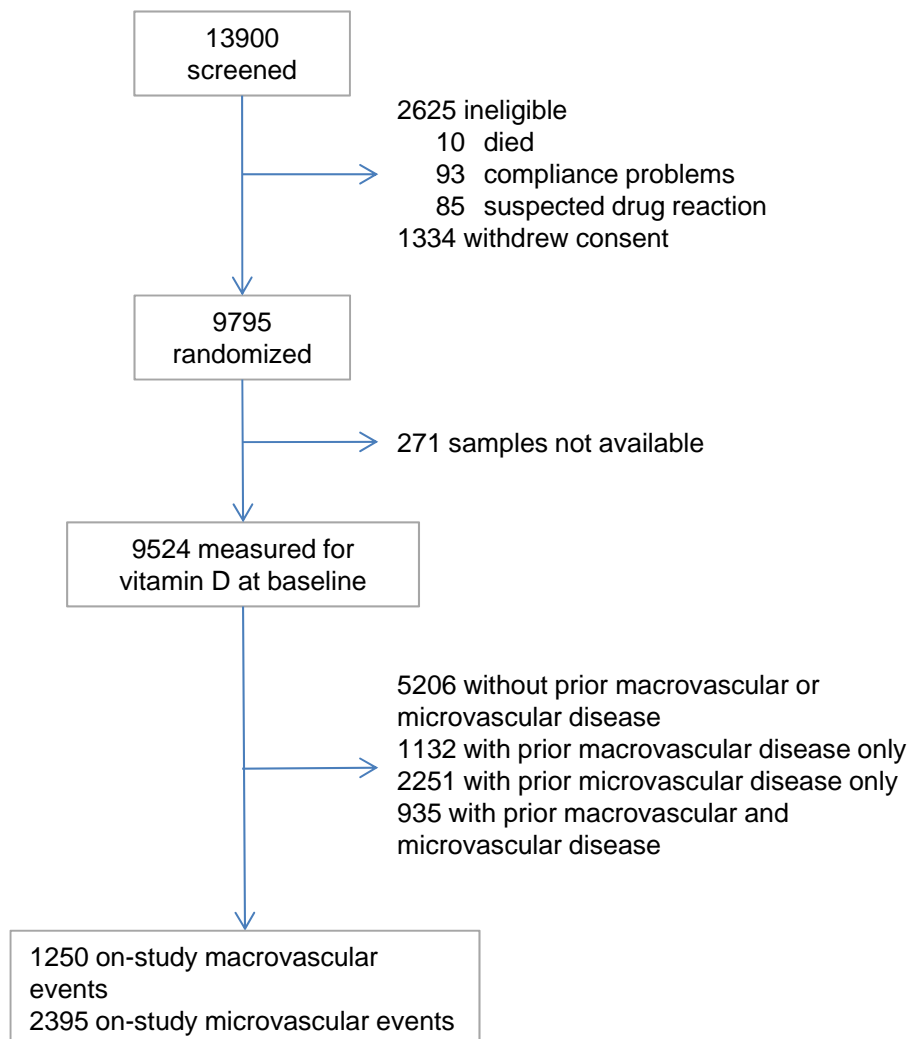 13900
screened
2625 ineligible
10 died
93 compliance problems
85 suspected drug reaction
1334 withdrew consent
9795
randomized
271 samples not available
9524 measured for
vitamin D at baseline
5206 without prior macrovascular or
microvascular disease
1132 with prior macrovascular disease only
2251 with prior microvascular disease only
935 with prior macrovascular and
microvascular disease
1250 on-study macrovascular
events
2395 on-study microvascular events